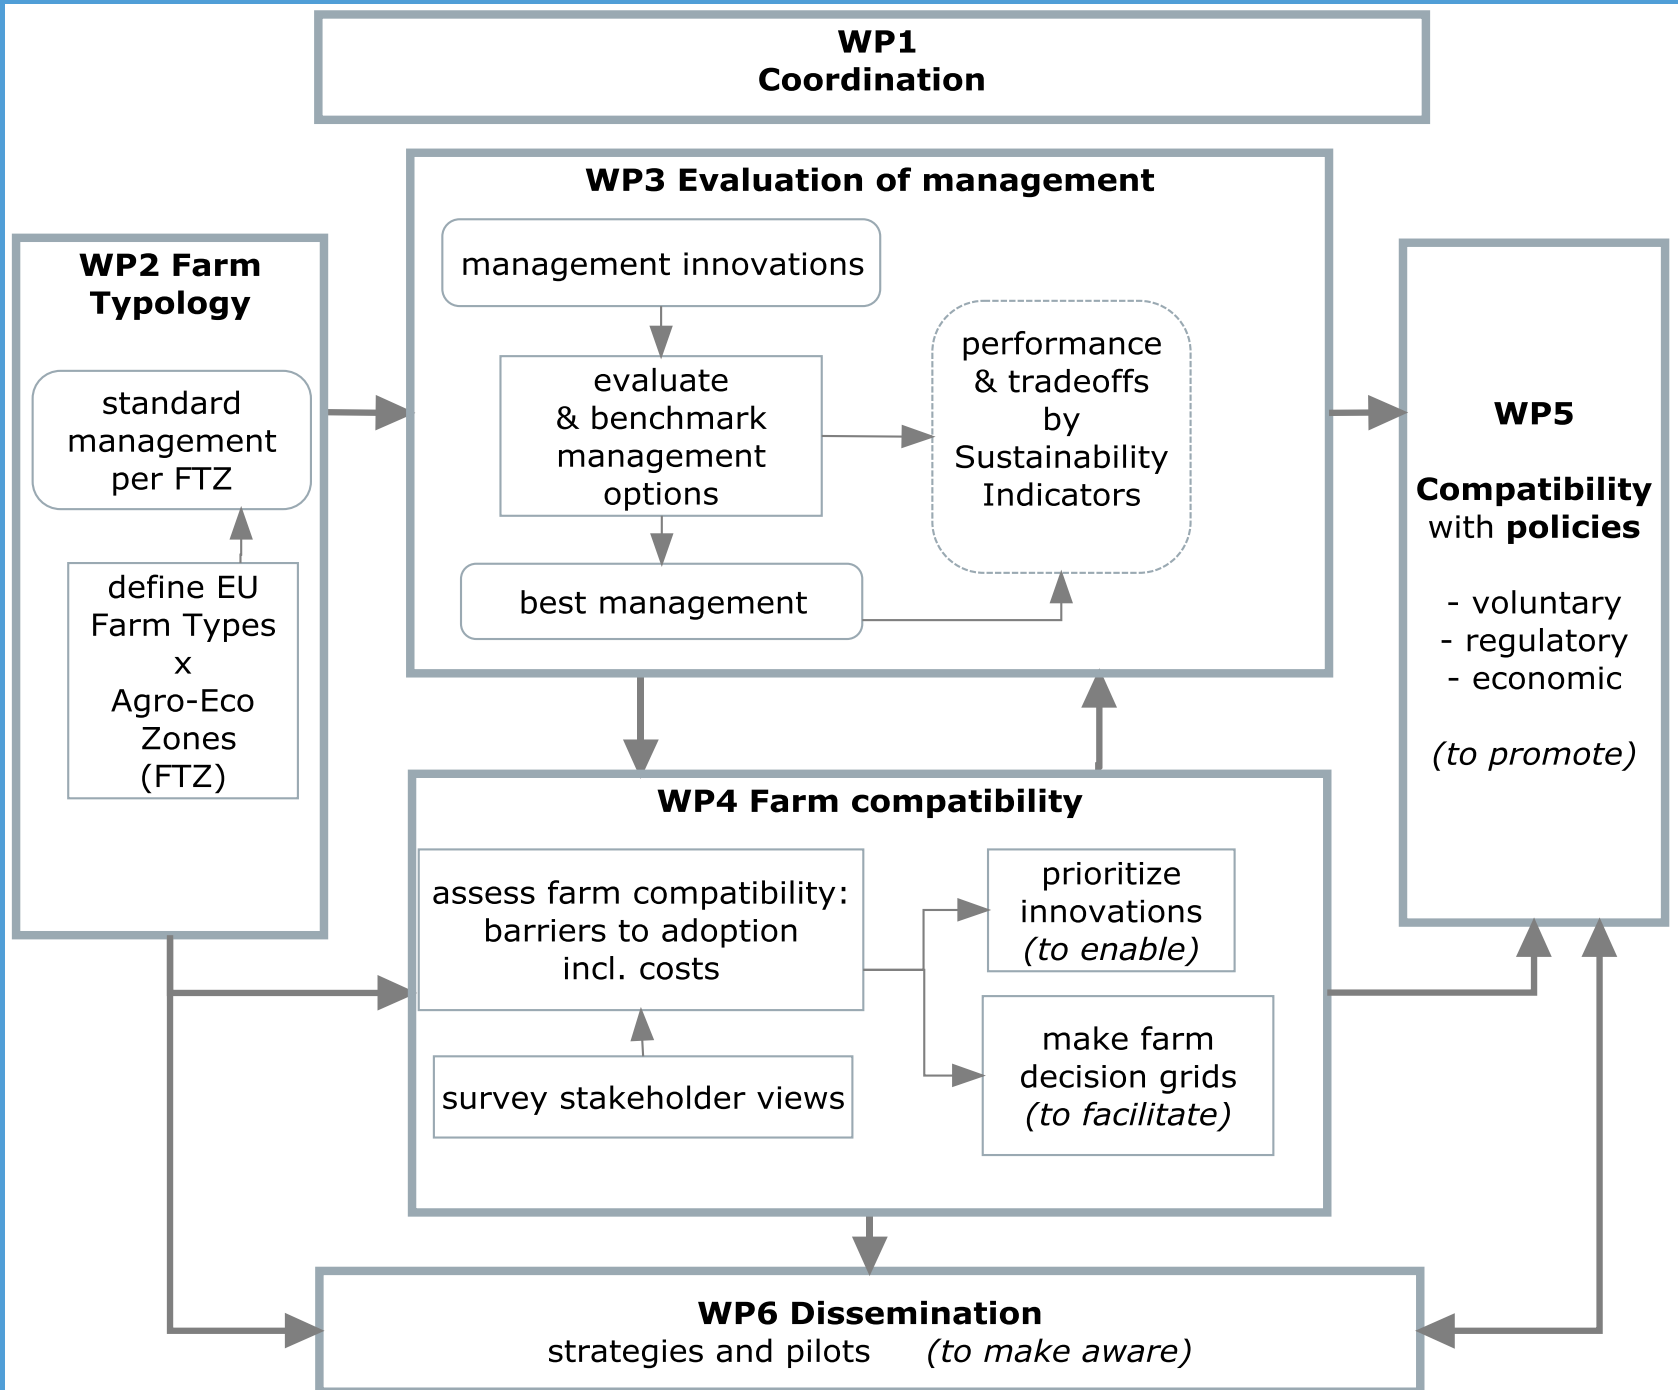 WP1
Coordination
WP3 Evaluation of management
management innovations
evaluate
& benchmark
management
options
best management
performance
& tradeoffs
by
Sustainability
Indicators
WP2 Farm
Typology
standard
management
per FTZ
define EU
Farm Types
x
Agro-Eco
Zones
(FTZ)
WP5
Compatibility
with policies
- voluntary
- regulatory
- economic
(to promote)
WP4 Farm compatibility
assess farm compatibility:
barriers to adoption
incl. costs
survey stakeholder views
prioritize
innovations
(to enable)
make farm
decision grids
(to facilitate)
WP6 Dissemination
strategies and pilots (to make aware)